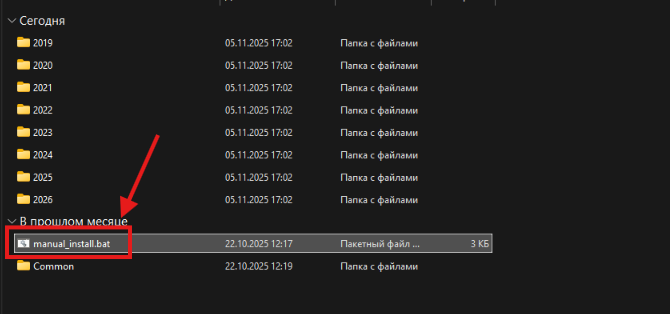 Сегодня
2019 05.11.2025 17:02 Папка с файлами
2020 05.11.2025 17:02 Папка с файлами
2021 05.11.2025 17:02 Папка с файлами
2022 05.11.2025 17:02 Папка с файлами
2023 05.11.2025 17:02 Папка с файлами
2024 05.11.2025 17:02 Папка с файлами
2025 05.11.2025 17:02 Папка с файлами
2026 05.11.2025 17:02 Папка с файлами
В прошлом месяце
manual_install.bat 22.10.2025 12:17 Пакетный файл ... 3 КБ
Common 22.10.2025 12:19 Папка с файлами